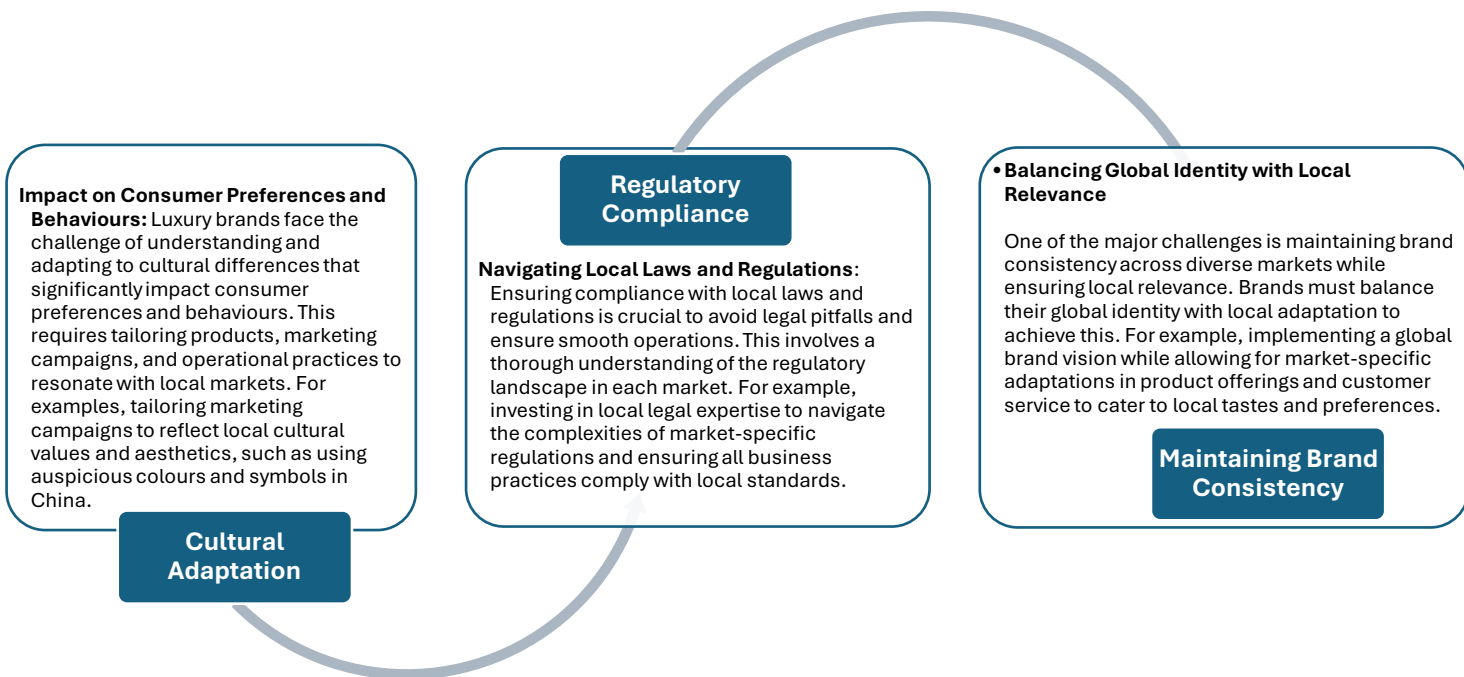 Impact on Consumer Preferences and
Behaviours: Luxury brands face the
challenge of understanding and
adapting to cultural differences that
significantly impact consumer
preferences and behaviours. This
requires tailoring products, marketing
campaigns, and operational practices to
resonate with local markets. For
examples, tailoring marketing
campaigns to reflect local cultural
values and aesthetics, such as using
auspicious colours and symbols in
China.
Cultural
Adaptation
Regulatory
Compliance
Navigating Local Laws and Regulations:
Ensuring compliance with local laws and
regulations is crucial to avoid legal pitfalls and
ensure smooth operations. This involves a
thorough understanding of the regulatory
landscape in each market. For example,
investing in local legal expertise to navigate
the complexities of market-specific
regulations and ensuring all business
practices comply with local standards.
• Balancing Global Identity with Local
Relevance
One of the major challenges is maintaining brand
consistency across diverse markets while
ensuring local relevance. Brands must balance
their global identity with local adaptation to
achieve this. For example, implementing a global
brand vision while allowing for market-specific
adaptations in product offerings and customer
service to cater to local tastes and preferences.
Maintaining Brand
Consistency